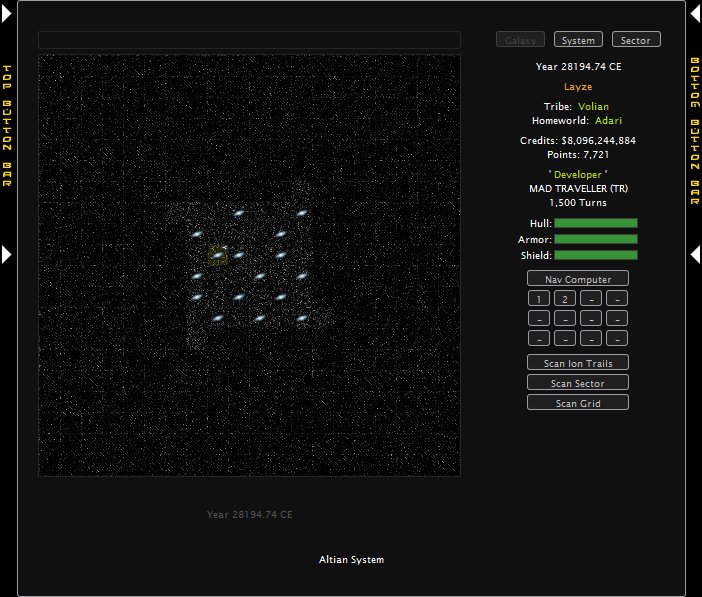 TOP BUTTON BAR
BOTTOM BUTTON BAR
Galaxy System Sector
Year 28194.74 CE
Layze
Tribe: Volian
Homeworld: Adari
Credits: $8,096,244,884
Points: 7,721
' Developer '
MAD TRAVELLER (TR)
1,500 Turns
Hull:
Armor:
Shield:
Nav Computer
1 2 - -
- - - -
- - - -
Scan Ion Trails
Scan Sector
Scan Grid
Year 28194.74 CE
Altian System